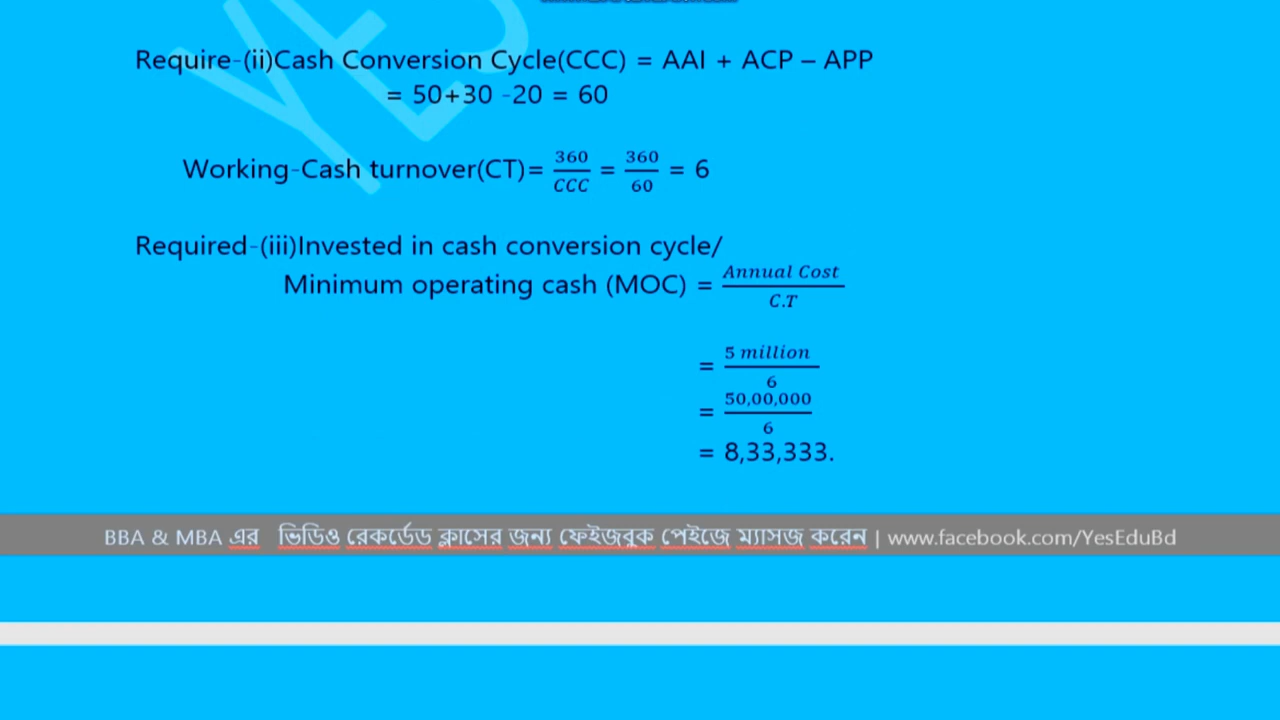 Require-(ii)Cash Conversion Cycle(CCC) = AAI + ACP – APP
= 50+30 -20 = 60
Working-Cash turnover(CT)= 360/CCC = 360/60 = 6
Required-(iii)Invested in cash conversion cycle/
Minimum operating cash (MOC) = Annual Cost/C.T
= 5 million/6
= 50,00,000/6
= 8,33,333.
BBA & MBA এর ভিডিও রেকর্ডেড ক্লাসের জন্য ফেইজবুক পেইজে ম্যাসজ করেন | www.facebook.com/YesEduBd
YES